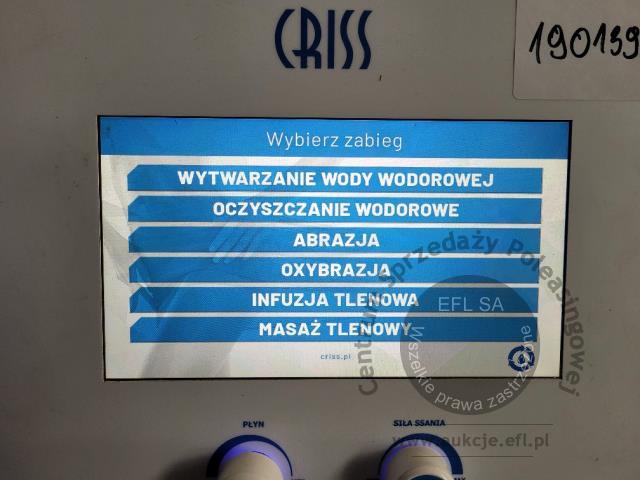 CRISS
190139
Wybierz zabieg
WYTWARZANIE WODY WODOROWEJ
OCZYSZCZANIE WODOROWE
ABRAZJA
OXYBRAZJA
INFUZJA TLENOWA
MASAŻ TLENOWY
criss.pl
Centrum Sprzedaży Poleasingowej
EFL SA
Wszelkie prawa zastrzeżone
www.aukcje.efl.pl
PŁYN
SIŁA SSANIA